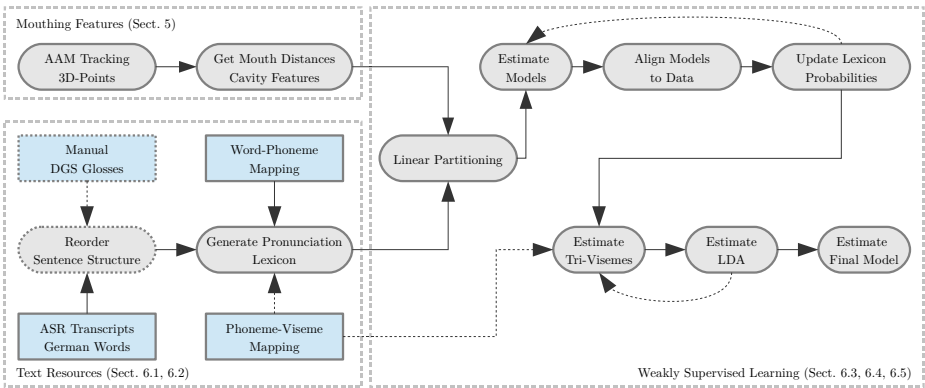 Mouthing Features (Sect. 5)
AAM Tracking
3D-Points
Get Mouth Distances
Cavity Features
Manual
DGS Glosses
Word-Phoneme
Mapping
Reorder
Sentence Structure
Generate Pronunciation
Lexicon
ASR Transcripts
German Words
Phoneme-Viseme
Mapping
Text Resources (Sect. 6.1, 6.2)
Estimate
Models
Align Models
to Data
Update Lexicon
Probabilities
Linear Partitioning
Estimate
Tri-Visemes
Estimate
LDA
Estimate
Final Model
Weakly Supervised Learning (Sect. 6.3, 6.4, 6.5)